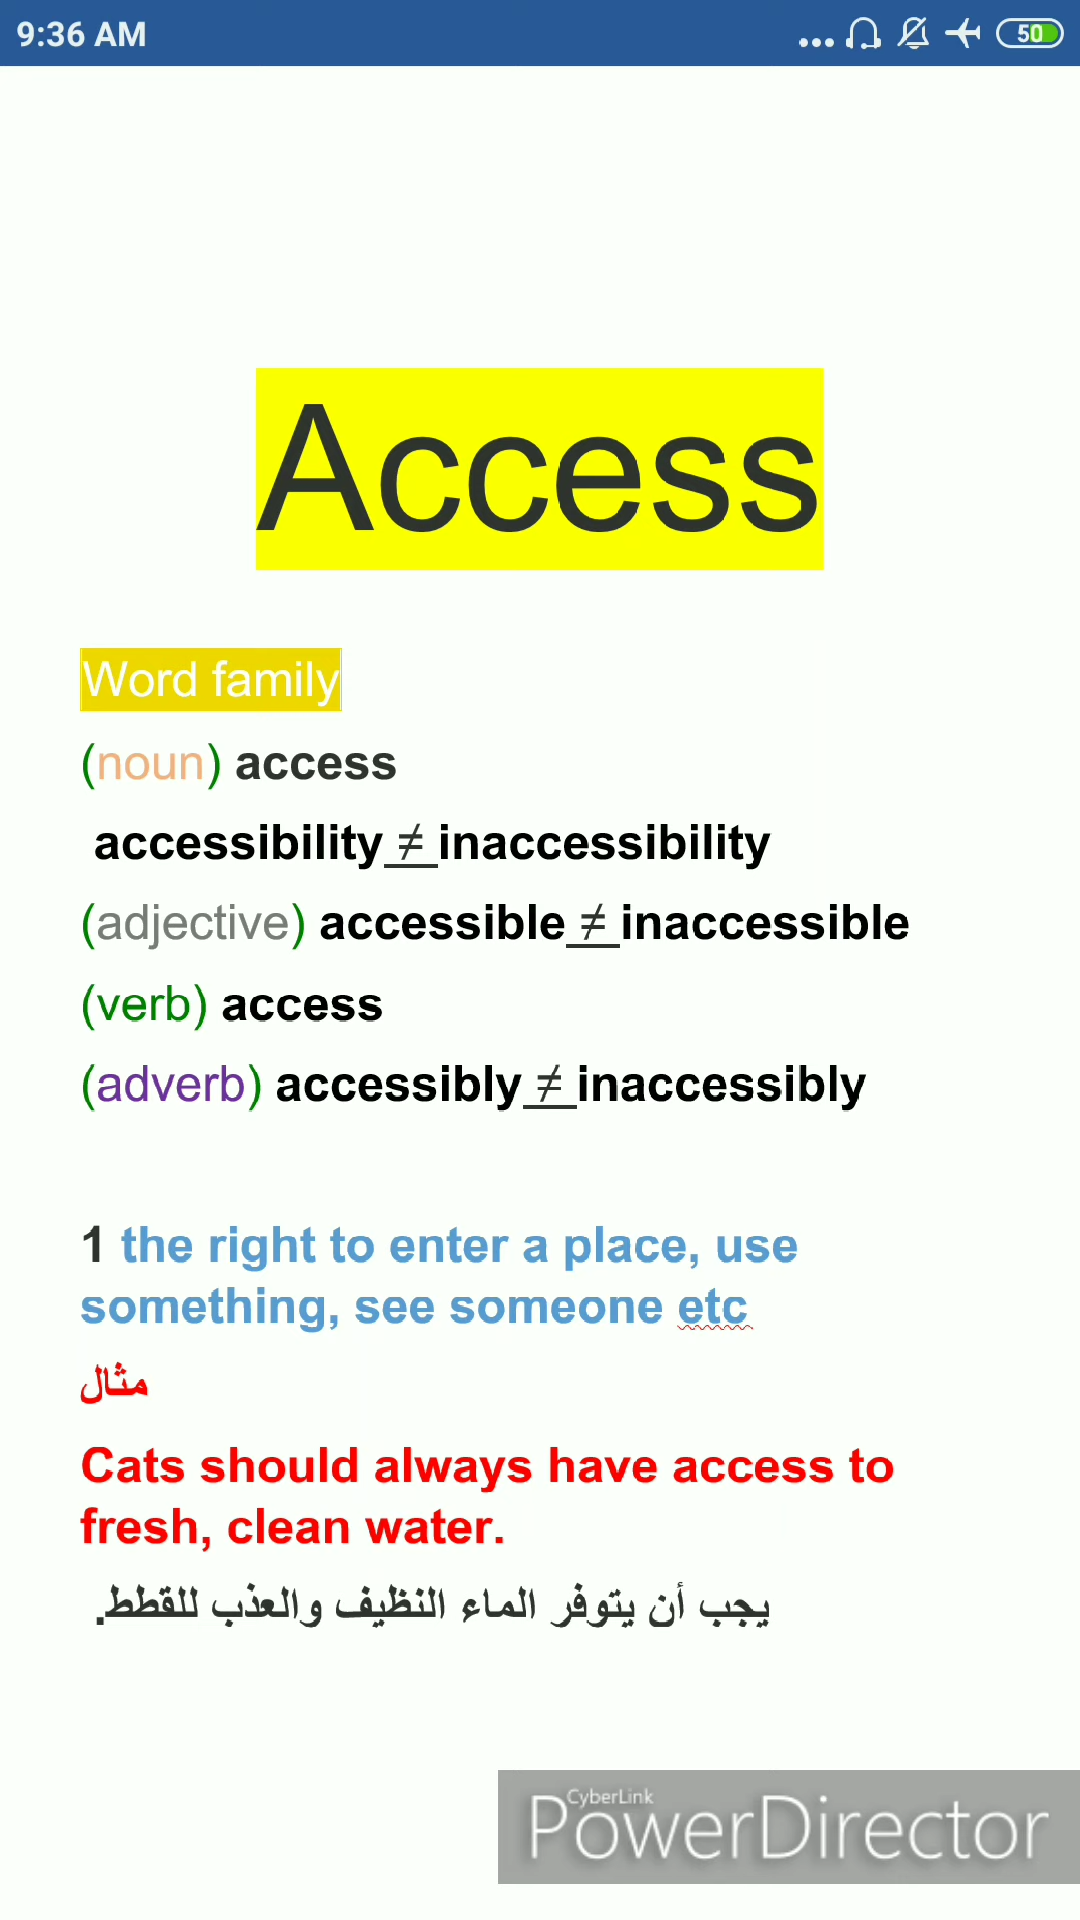 9:36 AM
50
Access
Word family
(noun) access
accessibility ≠ inaccessibility
(adjective) accessible ≠ inaccessible
(verb) access
(adverb) accessibly ≠ inaccessibly
1 the right to enter a place, use
something, see someone etc
مثال
Cats should always have access to
fresh, clean water.
يجب أن يتوفر الماء النظيف والعذب للقطط.
CyberLink
PowerDirector